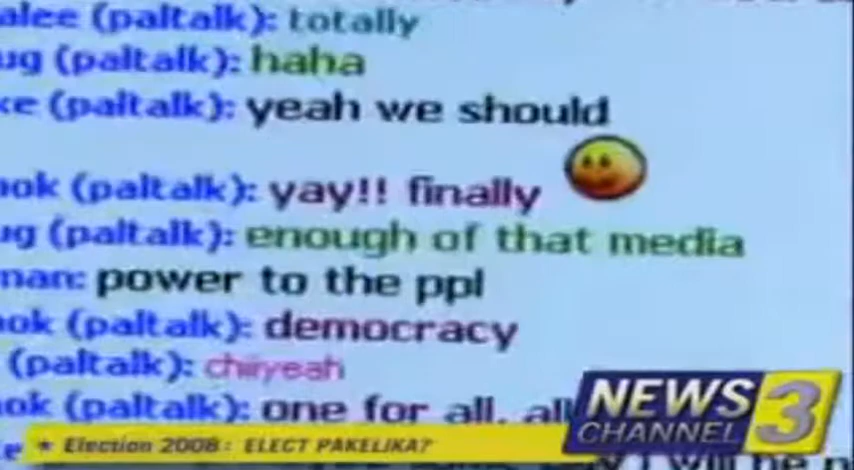 alee (paltalk): totally
ug (paltalk): haha
ke (paltalk): yeah we should
ook (paltalk): yay!! finally
ug (paltalk): enough of that media
man: power to the ppl
ook (paltalk): democracy
(paltalk): chiiyeah
ook (paltalk): one for all. all
★ Election 2008: ELECT PAKELIKA?
NEWS
CHANNEL 3